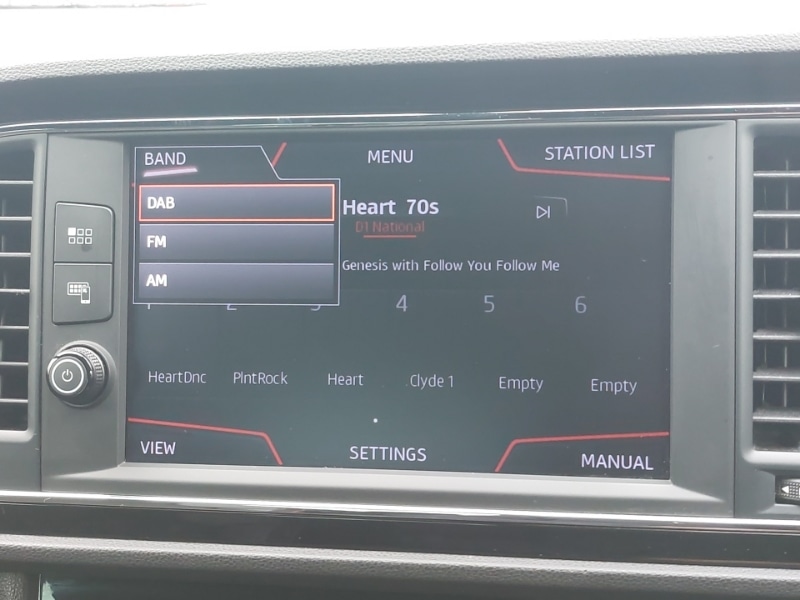 BAND
MENU
STATION LIST
DAB
FM
AM
Heart 70s
D1 National
Genesis with Follow You Follow Me
4 5 6
HeartDnc PlntRock Heart Clyde 1 Empty Empty
VIEW
SETTINGS
MANUAL